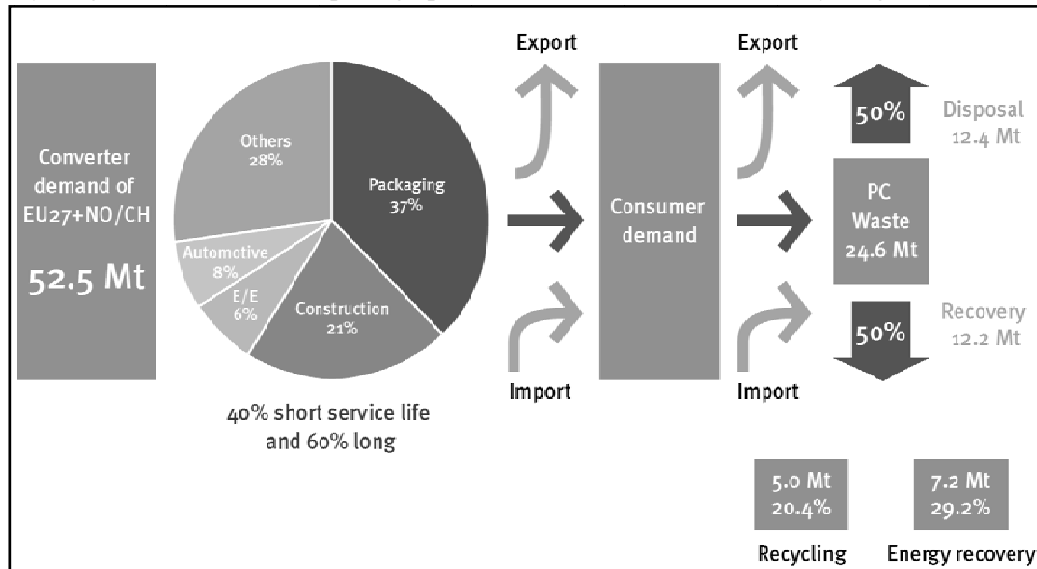 Converter
demand of
EU27+NO/CH
52.5 Mt
Others
28%
Packaging
37%
Automotive
8%
E/E
6%
Construction
21%
40% short service life
and 60% long
Export
Import
Consumer
demand
Export
Import
50%
Disposal
12.4 Mt
PC
Waste
24.6 Mt
50%
Recovery
12.2 Mt
5.0 Mt
20.4%
Recycling
7.2 Mt
29.2%
Energy recovery